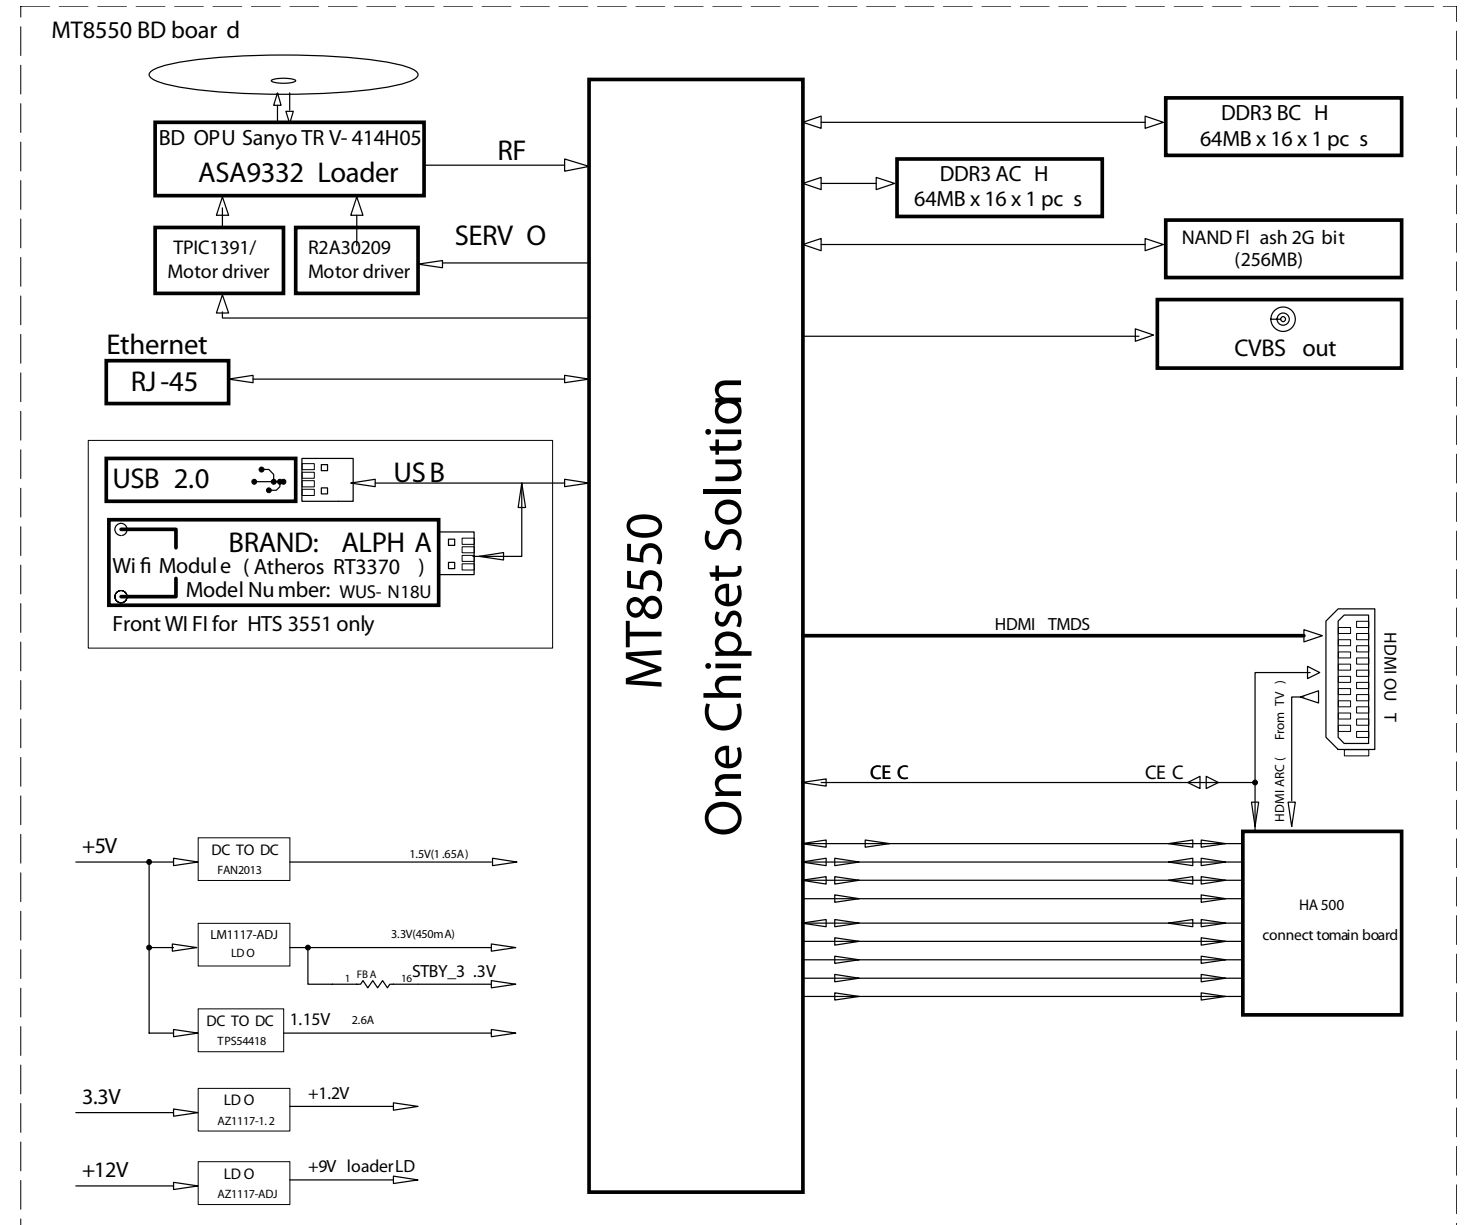 MT8550 BD boar d
BD OPU Sanyo TR V- 414H05
ASA9332 Loader
RF
TPIC1391/
Motor driver
R2A30209
Motor driver
SERV O
Ethernet
RJ -45
USB 2.0
US B
BRAND: ALPH A
Wi fi Modul e ( Atheros RT3370 )
Model Nu mber: WUS- N18U
Front WI FI for HTS 3551 only
MT8550
One Chipset Solution
DDR3 BC H
64MB x 16 x 1 pc s
DDR3 AC H
64MB x 16 x 1 pc s
NAND Fl ash 2G bit
(256MB)
CVBS out
HDMI TMDS
HDMI OU T
HDMI ARC ( From TV )
CE C
CE C
HA 500
connect tomain board
+5V
DC TO DC
FAN2013
1.5V(1.65A)
LM1117-ADJ
LD O
3.3V(450mA)
1 FB A 16 STBY_3 .3V
DC TO DC
TPS54418
1.15V 2.6A
3.3V
LD O
AZ1117-1. 2
+1.2V
+12V
LD O
AZ1117-ADJ
+9V loader LD